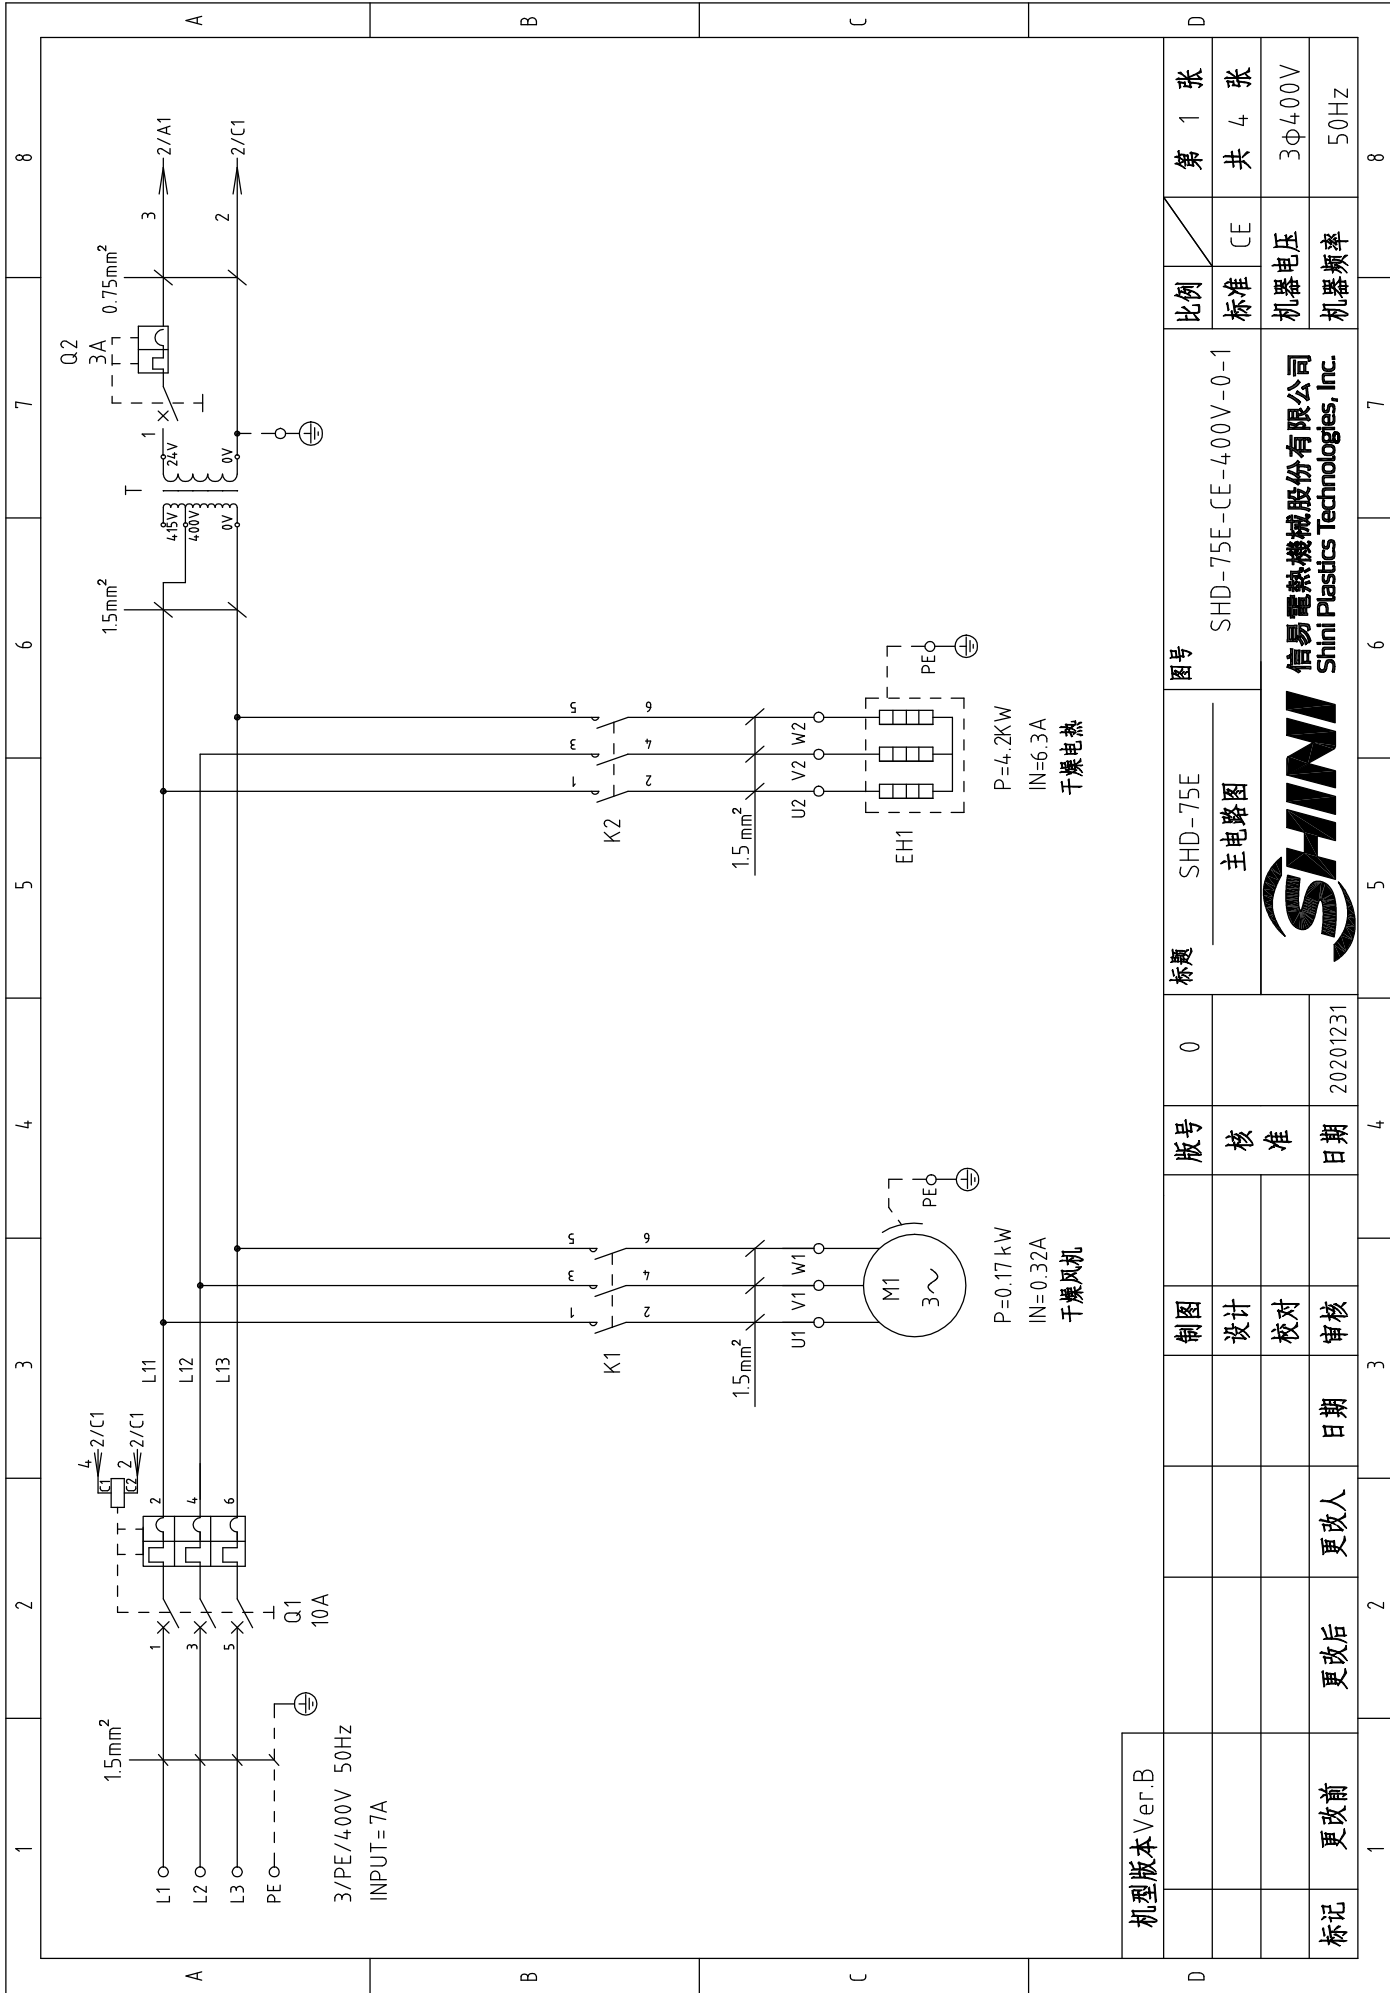 1 2 3 4 5 6 7 8
A
B
C
D
A
B
C
D
1 2 3 4 5 6 7 8
L1
L2
L3
PE
1.5mm²
3/PE/400V 50Hz
INPUT=7A
1
3
5
Q1
10A
2
4
6
C1
C2
4
2/C1
2
2/C1
L11
L12
L13
K1
1 3 5
2 4 6
1.5mm²
U1 V1 W1
M1
3~
PE
P=0.17kW
IN=0.32A
干燥风机
K2
1 3 5
2 4 6
1.5mm²
U2 V2 W2
EH1
PE
P=4.2KW
IN=6.3A
干燥电热
1.5mm²
T
415V
400V
0V
24V
0V
1
Q2
3A
0.75mm²
3
2/A1
2
2/C1
机型版本Ver.B
标记 更改前 更改后 更改人 日期
制图
设计
校对
审核
版号 0
核准
日期 20201231
标题
SHD-75E
主电路图
图号
SHD-75E-CE-400V-0-1
SHINI
信易電熱機械股份有限公司
Shini Plastics Technologies, Inc.
比例 第 1 张
标准 CE 共 4 张
机器电压 3φ400V
机器频率 50Hz